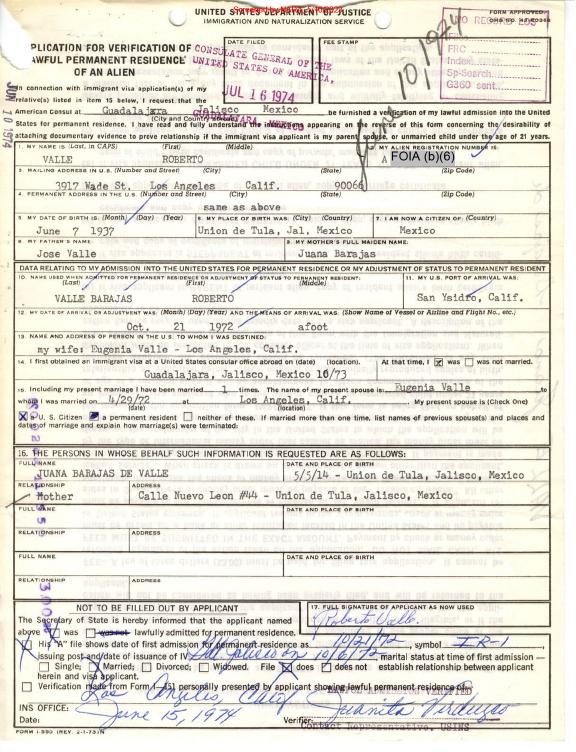 UNITED STATES DEPARTMENT OF JUSTICE
IMMIGRATION AND NATURALIZATION SERVICE
FORM APPROVED
APPLICATION FOR VERIFICATION OF
LAWFUL PERMANENT RESIDENCE
OF AN ALIEN
DATE FILED
FEE STAMP
CONSULATE GENERAL OF THE
UNITED STATES OF AMERICA,
JUL 16 1974
GUADALAJARA, MEXICO
JUN 10 1974
June 10, 1974
NO RECORD
FRC
Index
Sp-Search
G360 sent
In connection with immigrant visa application(s) of my
relative(s) listed in item 15 below, I request that the
American Consul at Guadalajara Jalisco Mexico be furnished a verification of my lawful admission into the United
(City and Country)
States for permanent residence. I have read and fully understand the information appearing on the reverse of this form concerning the desirability of
attaching documentary evidence to prove relationship if the immigrant visa applicant is my parent, spouse, or unmarried child under the age of 21 years.
1. MY NAME IS (Last, in CAPS) (First) (Middle) MY ALIEN REGISTRATION NUMBER IS:
VALLE ROBERTO A FOIA (b)(6)
3. MAILING ADDRESS IN U.S. (Number and Street) (City) (State) (Zip Code)
3917 Wade St. Los Angeles Calif. 90066
4. PERMANENT ADDRESS IN THE U.S. (Number and Street) (City) (State) (Zip Code)
same as above
5. MY DATE OF BIRTH IS: (Month) (Day) (Year) 6. MY PLACE OF BIRTH WAS: (City) (Country) 7. I AM NOW A CITIZEN OF: (Country)
June 7 1937 Union de Tula, Jal, Mexico Mexico
8. MY FATHER'S NAME: 9. MY MOTHER'S FULL MAIDEN NAME:
Jose Valle Juana Barajas
DATA RELATING TO MY ADMISSION INTO THE UNITED STATES FOR PERMANENT RESIDENCE OR MY ADJUSTMENT OF STATUS TO PERMANENT RESIDENT
10. NAME USED WHEN ADMITTED FOR PERMANENT RESIDENCE OR ADJUSTMENT OF STATUS TO PERMANENT RESIDENT: 11. MY U.S. PORT OF ARRIVAL WAS:
(Last) (First) (Middle)
VALLE BARAJAS ROBERTO San Ysidro, Calif.
12. MY DATE OF ARRIVAL OR ADJUSTMENT WAS: (Month) (Day) (Year) AND THE MEANS OF ARRIVAL WAS: (Show Name of Vessel or Airline and Flight No., etc.)
Oct. 21 1972 afoot
13. NAME AND ADDRESS OF PERSON IN THE U.S. TO WHOM I WAS DESTINED:
my wife: Eugenia Valle - Los Angeles, Calif.
14. I first obtained an immigrant visa at a United States consular office abroad on (date) (location). At that time, I was was not married.
Guadalajara, Jalisco, Mexico 16/73
15. Including my present marriage I have been married 1 times. The name of my present spouse is: Eugenia Valle to
whom I was married on 4/29/72 at Los Angeles, Calif. My present spouse is (Check One)
(date) (location)
X U.S. Citizen a permanent resident neither of these. If married more than one time, list names of previous spouse(s) and places and
dates of marriage and explain how marriage(s) were terminated:
16. THE PERSONS IN WHOSE BEHALF SUCH INFORMATION IS REQUESTED ARE AS FOLLOWS:
FULL NAME DATE AND PLACE OF BIRTH
JUANA BARAJAS DE VALLE 5/5/14 - Union de Tula, Jalisco, Mexico
RELATIONSHIP ADDRESS
Mother Calle Nuevo Leon #44 - Union de Tula, Jalisco, Mexico
FULL NAME DATE AND PLACE OF BIRTH
RELATIONSHIP ADDRESS
FULL NAME DATE AND PLACE OF BIRTH
RELATIONSHIP ADDRESS
NOT TO BE FILLED OUT BY APPLICANT
17. FULL SIGNATURE OF APPLICANT AS NOW USED
Roberto Valle.
The Secretary of State is hereby informed that the applicant named
above was was not lawfully admitted for permanent residence.
His "A" file shows date of first admission for permanent residence as 10/21/72, symbol IR-1
issuing post and date of issuance of IV on 10/6/72, marital status at time of first admission —
Single; Married; Divorced; Widowed. File does does not establish relationship between applicant
herein and visa applicant.
Verification made from Form I-151 personally presented by applicant showing lawful permanent residence of
INS OFFICE: Los Angeles, Calif
Date: June 15, 1974 Verifier: Juanita Verduzco
Contact Representative, USINS
FORM I-550 (REV. 2-1-73)N